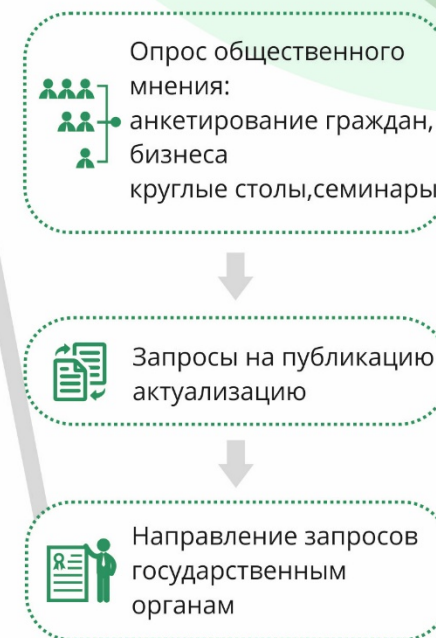 Опрос общественного
мнения:
анкетирование граждан,
бизнеса
круглые столы,семинары
Запросы на публикацию
актуализацию
Направление запросов
государственным
органам